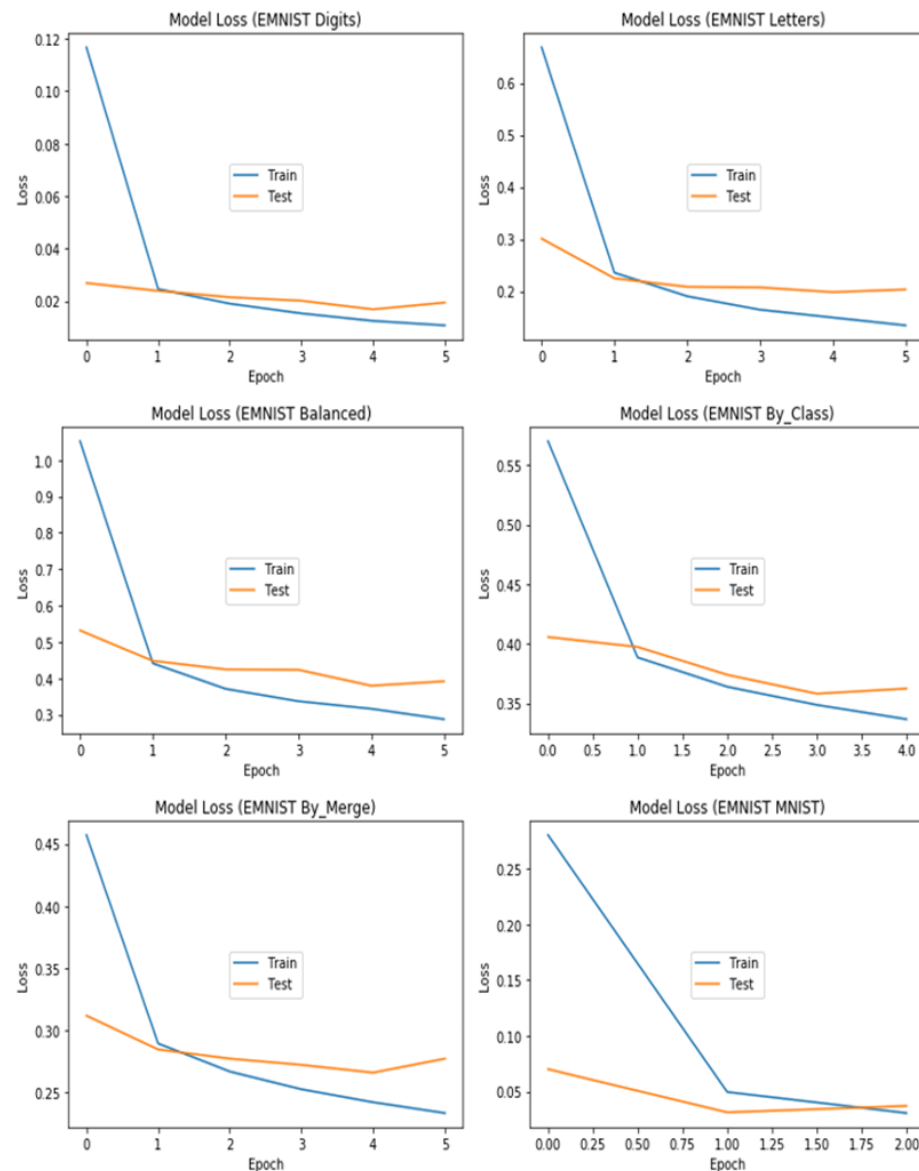 Model Loss (EMNIST Digits)
0.12
0.10
0.08
0.06
0.04
0.02
Loss
Train
Test
0 1 2 3 4 5
Epoch
Model Loss (EMNIST Letters)
0.6
0.5
0.4
0.3
0.2
Loss
Train
Test
0 1 2 3 4 5
Epoch
Model Loss (EMNIST Balanced)
1.0
0.9
0.8
0.7
0.6
0.5
0.4
0.3
Loss
Train
Test
0 1 2 3 4 5
Epoch
Model Loss (EMNIST By_Class)
0.55
0.50
0.45
0.40
0.35
Loss
Train
Test
0.0 0.5 1.0 1.5 2.0 2.5 3.0 3.5 4.0
Epoch
Model Loss (EMNIST By_Merge)
0.45
0.40
0.35
0.30
0.25
Loss
Train
Test
0 1 2 3 4 5
Epoch
Model Loss (EMNIST MNIST)
0.25
0.20
0.15
0.10
0.05
Loss
Train
Test
0.00 0.25 0.50 0.75 1.00 1.25 1.50 1.75 2.00
Epoch